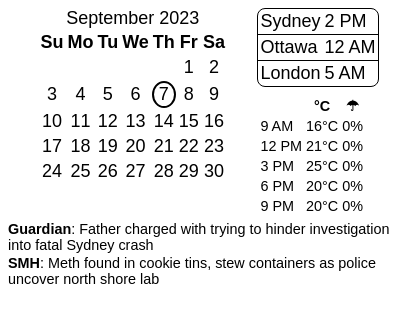 September 2023
Su Mo Tu We Th Fr Sa
1 2
3 4 5 6 7 8 9
10 11 12 13 14 15 16
17 18 19 20 21 22 23
24 25 26 27 28 29 30
Sydney 2 PM
Ottawa 12 AM
London 5 AM
°C ☂
9 AM 16°C 0%
12 PM 21°C 0%
3 PM 25°C 0%
6 PM 20°C 0%
9 PM 20°C 0%
Guardian: Father charged with trying to hinder investigation
into fatal Sydney crash
SMH: Meth found in cookie tins, stew containers as police
uncover north shore lab